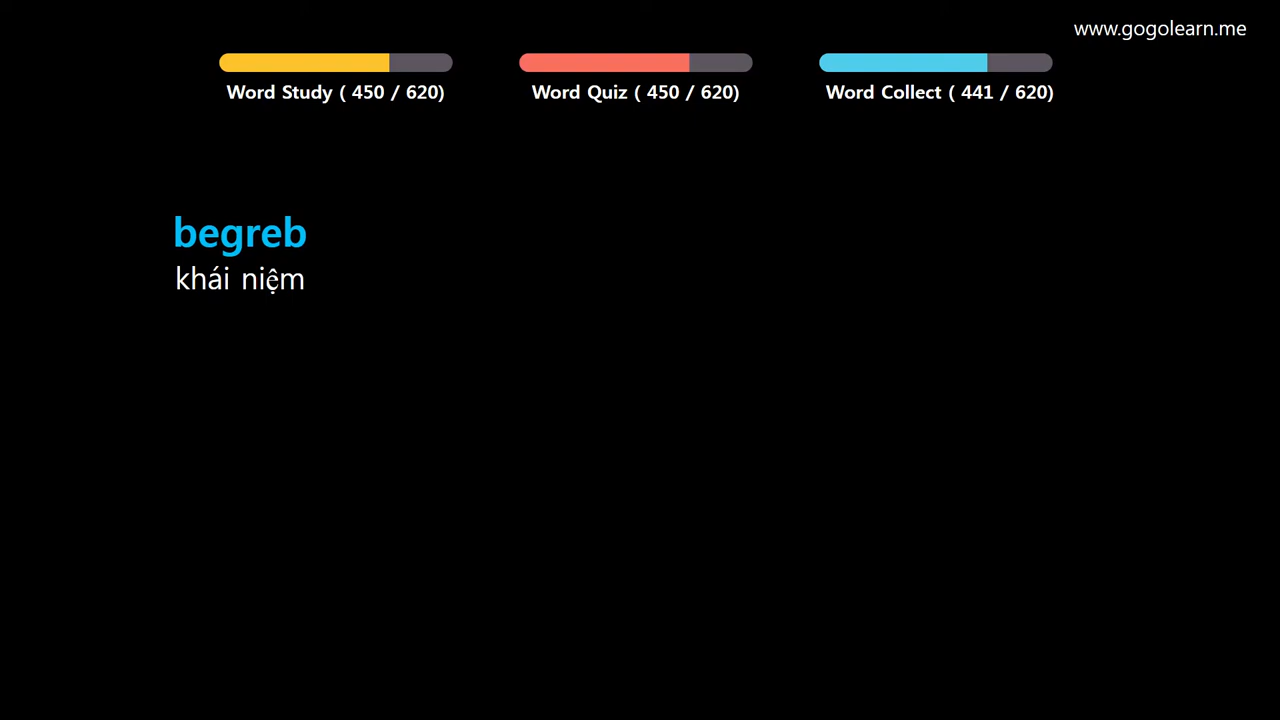 www.gogolearn.me
Word Study ( 450 / 620)
Word Quiz ( 450 / 620)
Word Collect ( 441 / 620)
begreb
khái niệm